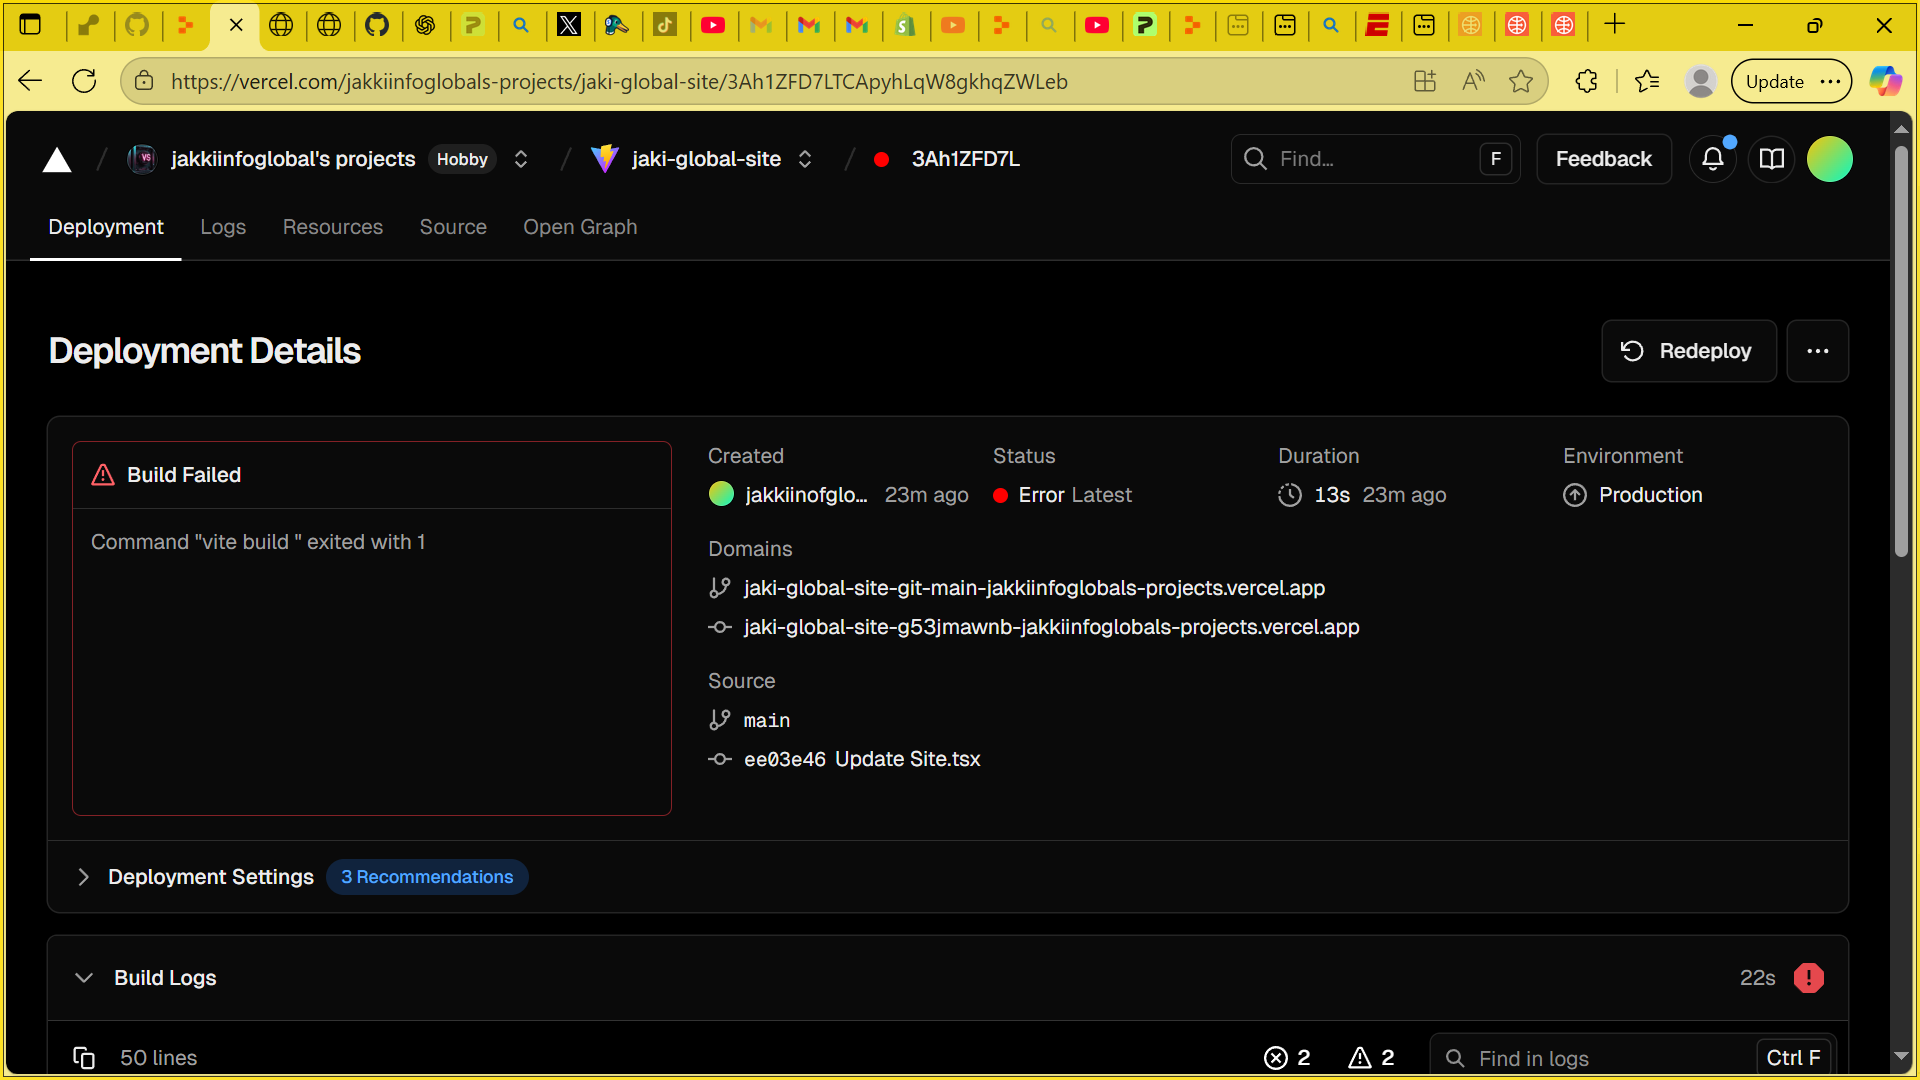 https://vercel.com/jakkiinfoglobals-projects/jaki-global-site/3Ah1ZFD7LTCApyhLqW8gkhqZWLeb
Update
jakkiinfoglobal's projects
Hobby
jaki-global-site
3Ah1ZFD7L
Find...
F
Feedback
Deployment
Logs
Resources
Source
Open Graph
Deployment Details
Redeploy
Build Failed
Command "vite build " exited with 1
Created
Status
Duration
Environment
jakkiinofglo...
23m ago
Error Latest
13s 23m ago
Production
Domains
jaki-global-site-git-main-jakkiinfoglobals-projects.vercel.app
jaki-global-site-g53jmawnb-jakkiinfoglobals-projects.vercel.app
Source
main
ee03e46 Update Site.tsx
Deployment Settings
3 Recommendations
Build Logs
22s
50 lines
2
2
Find in logs
Ctrl F